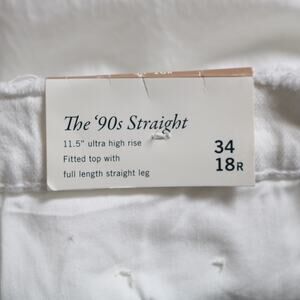 The '90s Straight
11.5" ultra high rise
Fitted top with
full length straight leg
34
18R